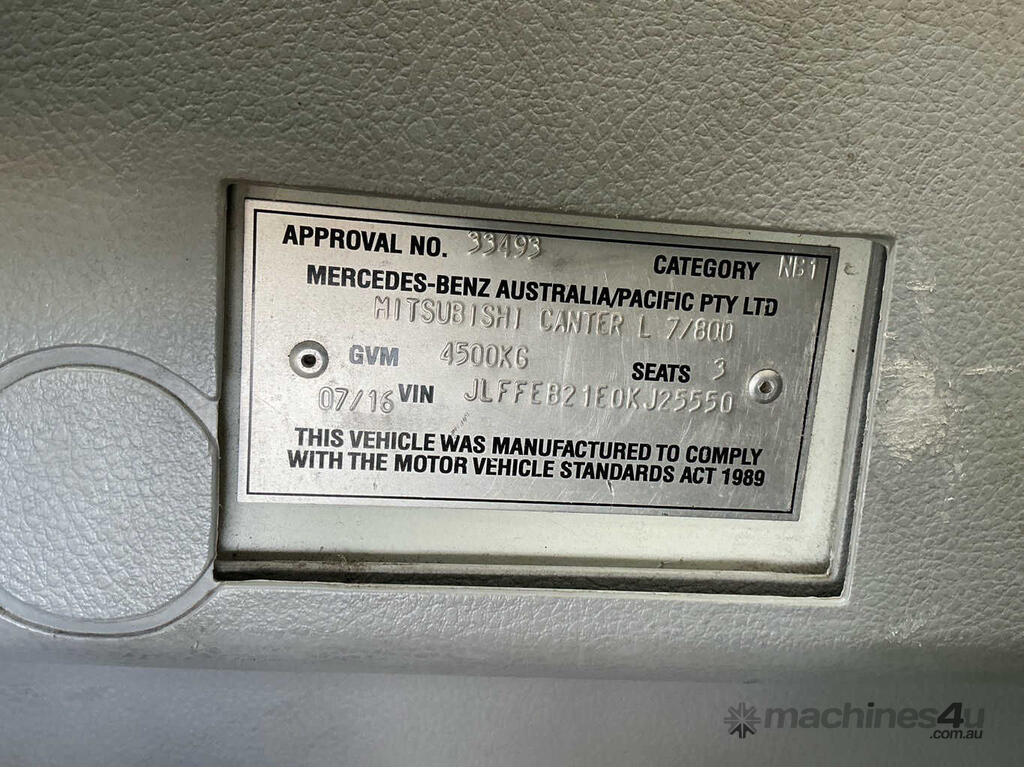 APPROVAL NO. 33493
CATEGORY NB1
MERCEDES-BENZ AUSTRALIA/PACIFIC PTY LTD
MITSUBISHI CANTER L 7/800
GVM 4500KG SEATS 3
07/16 VIN JLFFEB21E0KJ25550
THIS VEHICLE WAS MANUFACTURED TO COMPLY
WITH THE MOTOR VEHICLE STANDARDS ACT 1989
machines4u
.com.au